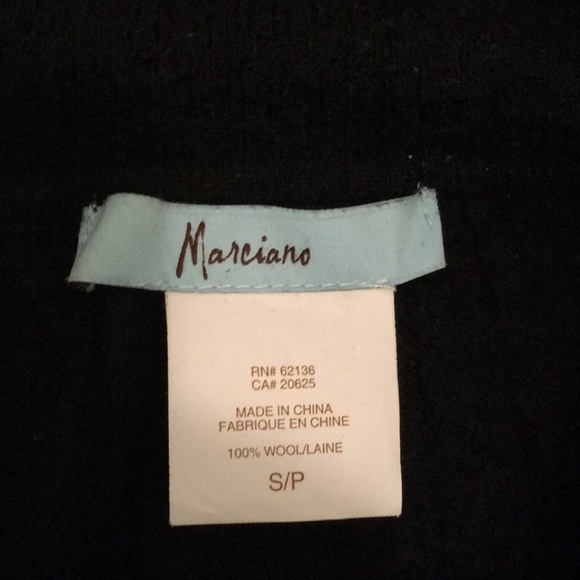 Marciano
RN# 62136
CA# 20625
MADE IN CHINA
FABRIQUE EN CHINE
100% WOOL/LAINE
S/P